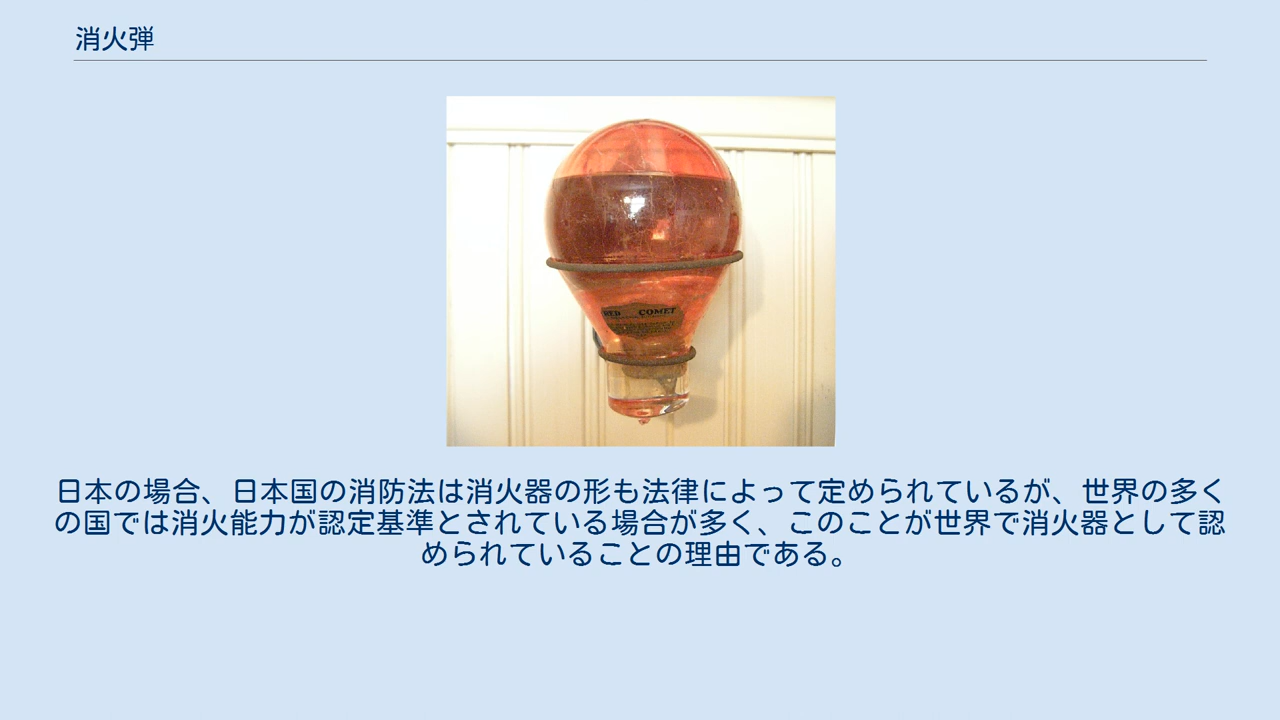 消火弾
RED COMET
日本の場合、日本国の消防法は消火器の形も法律によって定められているが、世界の多く
の国では消火能力が認定基準とされている場合が多く、このことが世界で消火器として認
められていることの理由である。